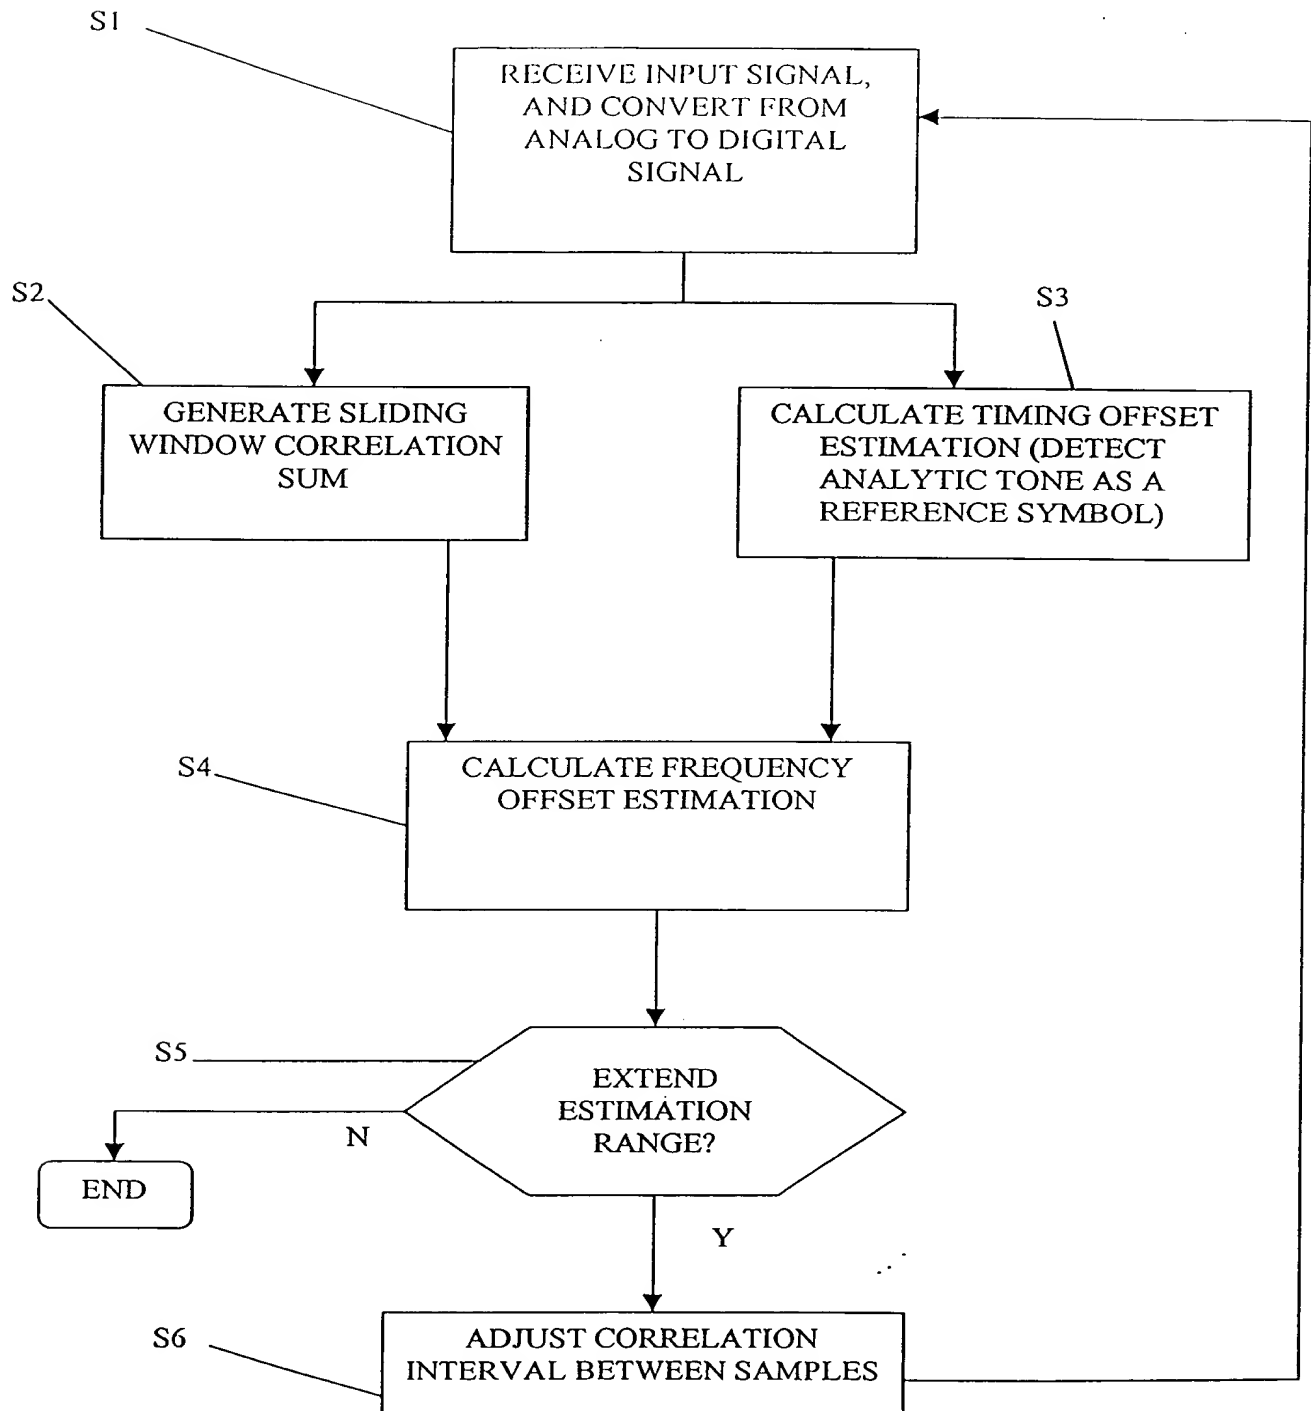 S1
RECEIVE INPUT SIGNAL,
AND CONVERT FROM
ANALOG TO DIGITAL
SIGNAL
S2
S3
GENERATE SLIDING
WINDOW CORRELATION
SUM
CALCULATE TIMING OFFSET
ESTIMATION (DETECT
ANALYTIC TONE AS A
REFERENCE SYMBOL)
S4
CALCULATE FREQUENCY
OFFSET ESTIMATION
S5
EXTEND
ESTIMATION
RANGE?
N
END
Y
S6
ADJUST CORRELATION
INTERVAL BETWEEN SAMPLES